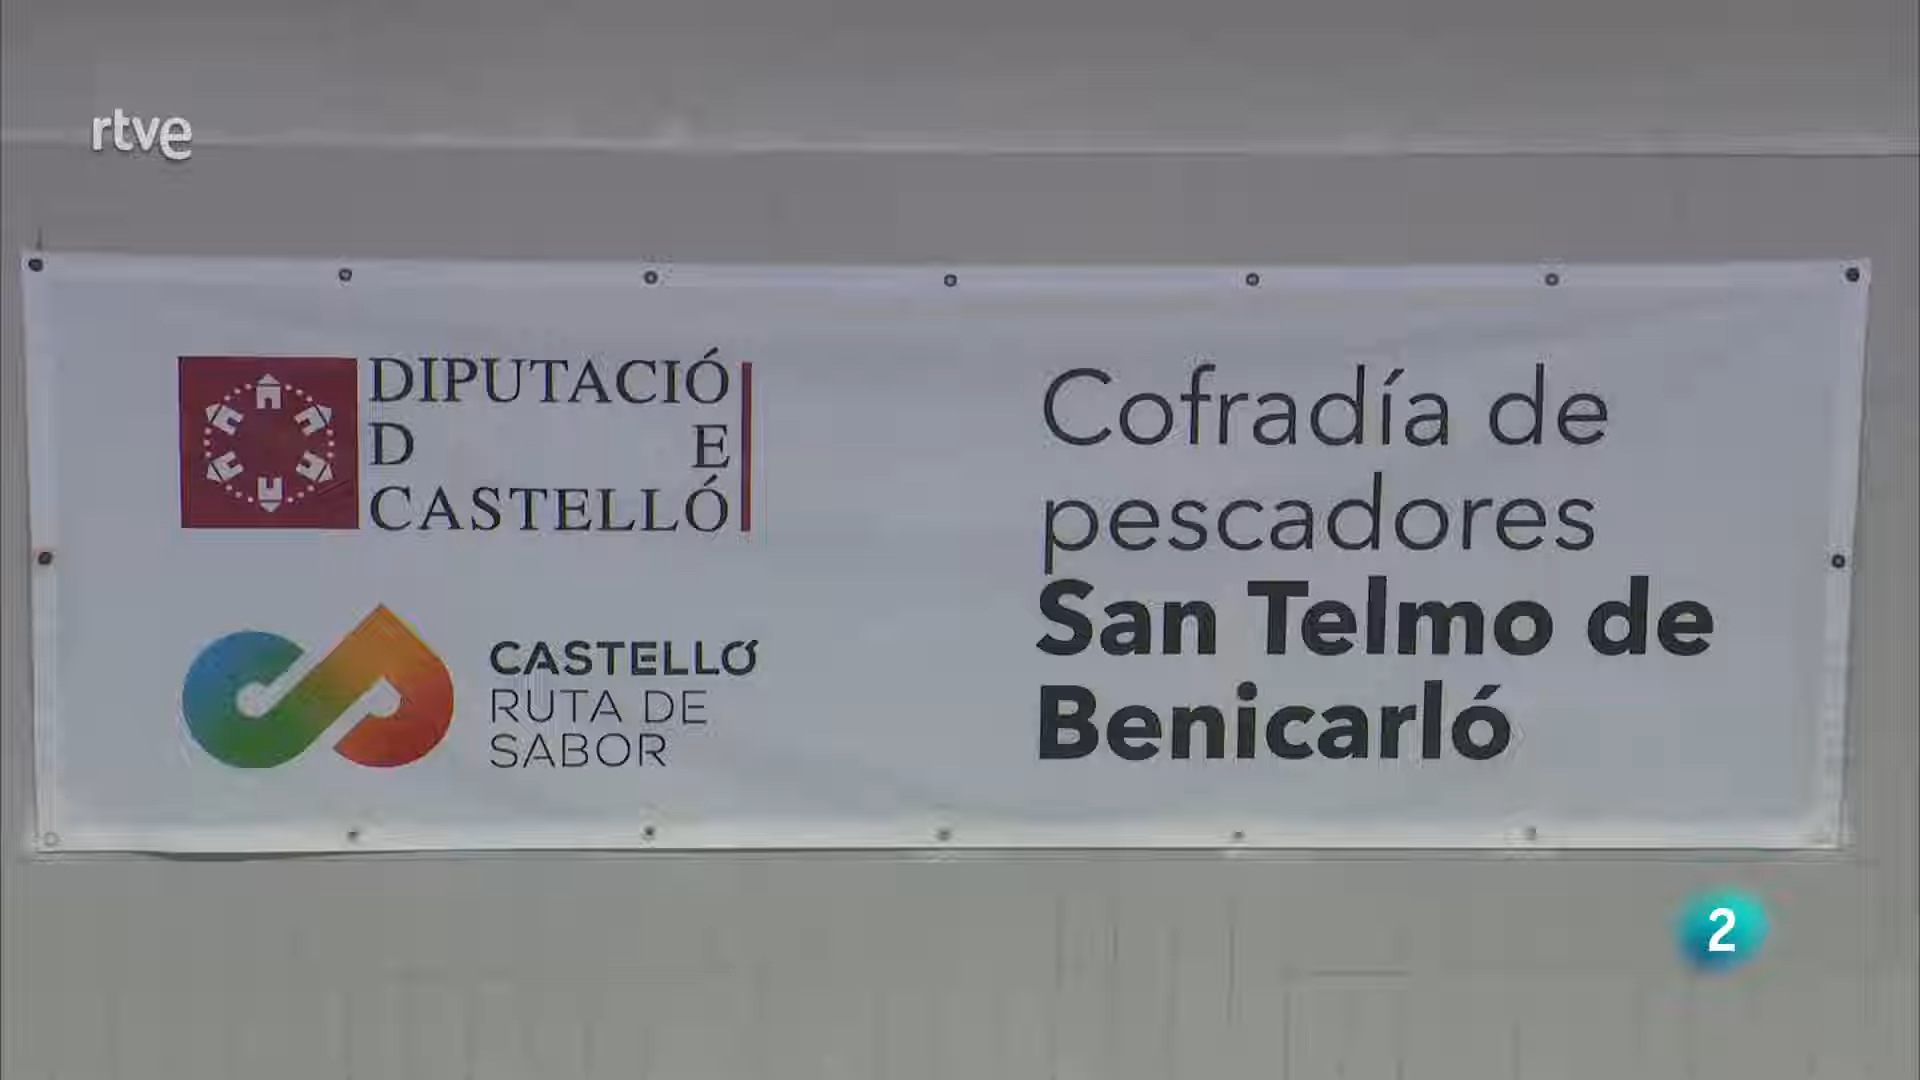 rtve
DIPUTACIÓ
D E
CASTELLÓ
CASTELLÓ
RUTA DE
SABOR
Cofradía de
pescadores
San Telmo de
Benicarló
2